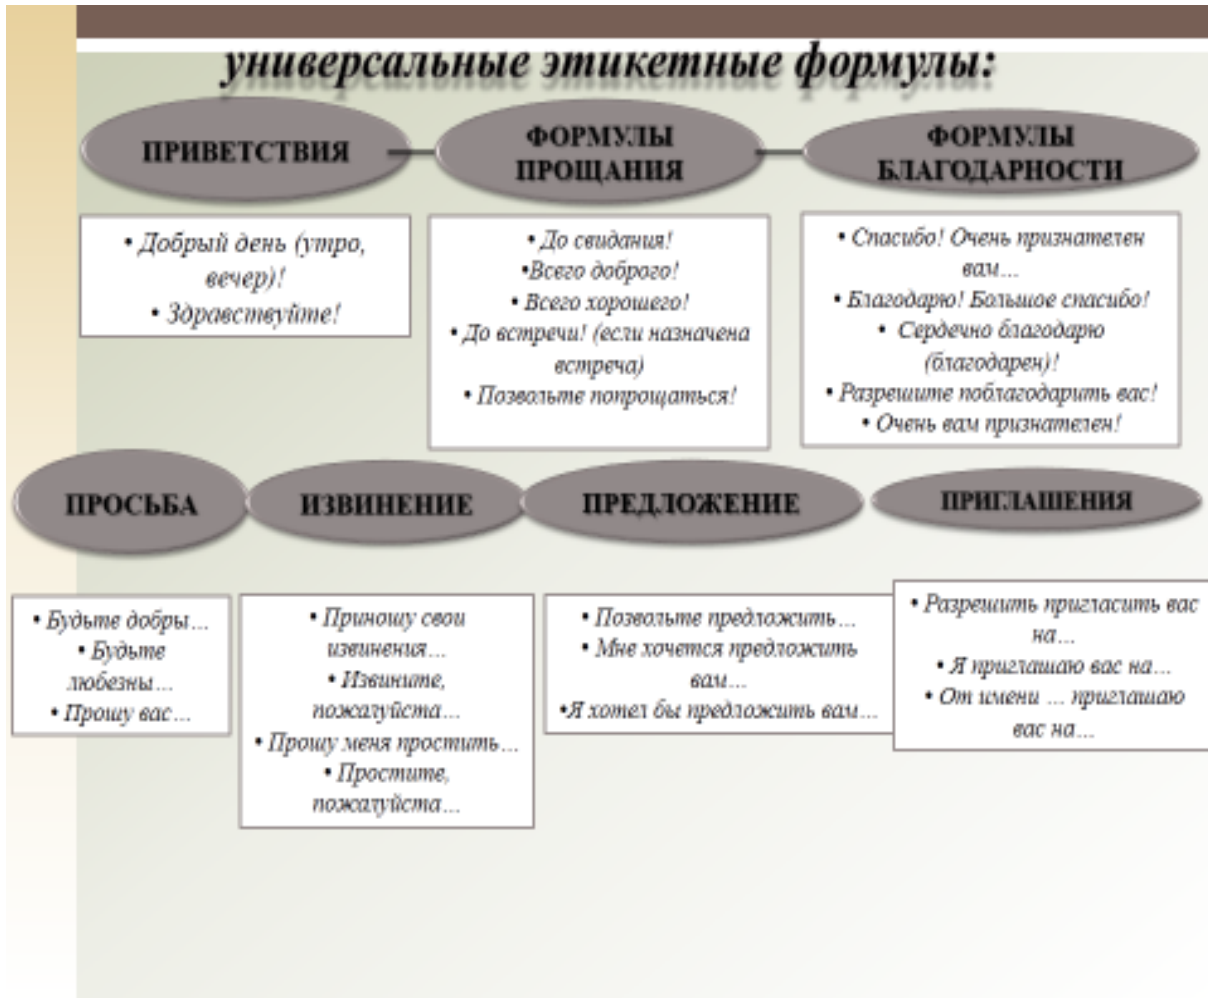 универсальные этикетные формулы:
ПРИВЕТСТВИЯ
• Добрый день (утро,
вечер)!
• Здравствуйте!
ФОРМУЛЫ
ПРОЩАНИЯ
• До свидания!
•Всего доброго!
• Всего хорошего!
• До встречи! (если назначена
встреча)
• Позвольте попрощаться!
ФОРМУЛЫ
БЛАГОДАРНОСТИ
• Спасибо! Очень признателен
вам…
• Благодарю! Большое спасибо!
• Сердечно благодарю
(благодарен)!
• Разрешите поблагодарить вас!
• Очень вам признателен!
ПРОСЬБА
• Будьте добры…
• Будьте
любезны…
• Прошу вас…
ИЗВИНЕНИЕ
• Приношу свои
извинения…
• Извините,
пожалуйста…
• Прошу меня простить…
• Простите,
пожалуйста…
ПРЕДЛОЖЕНИЕ
• Позвольте предложить…
• Мне хочется предложить
вам…
•Я хотел бы предложить вам…
ПРИГЛАШЕНИЯ
• Разрешить пригласить вас
на…
• Я приглашаю вас на…
• От имени … приглашаю
вас на…